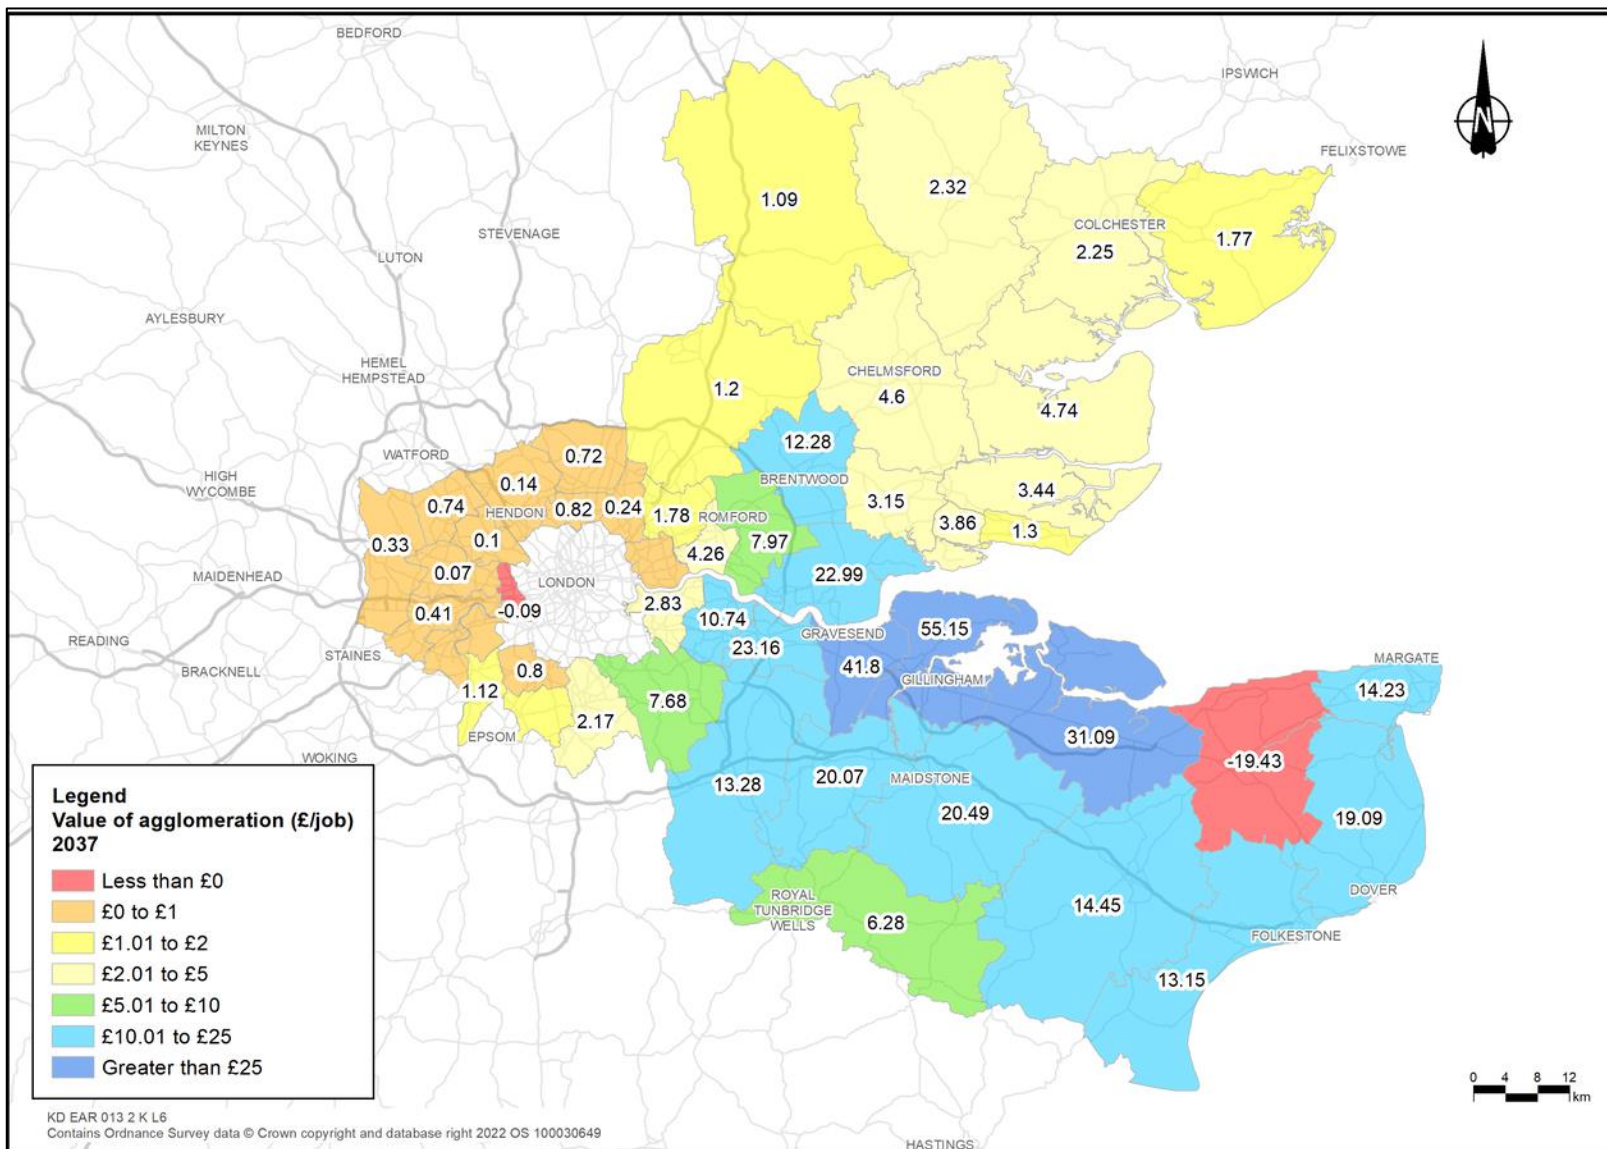 BEDFORD
IPSWICH
N
MILTON
KEYNES
FELIXSTOWE
2.32
1.09
COLCHESTER
STEVENAGE
1.77
2.25
LUTON
AYLESBURY
HEMEL
HEMPSTEAD
CHELMSFORD
1.2
4.6
4.74
12.28
WATFORD
0.72
HIGH
WYCOMBE
0.14
BRENTWOOD
3.44
0.74
HENDON
0.82
0.24
1.78
ROMFORD
3.15
3.86
1.3
0.33
0.1
4.26
7.97
MAIDENHEAD
0.07
LONDON
22.99
0.41
-0.09
2.83
10.74
GRAVESEND
55.15
READING
BRACKNELL
STAINES
23.16
41.8
GILLINGHAM
MARGATE
0.8
1.12
7.68
14.23
2.17
EPSOM
31.09
WOKING
-19.43
13.28
20.07
MAIDSTONE
20.49
19.09
ROYAL
TUNBRIDGE
WELLS
6.28
14.45
DOVER
FOLKESTONE
13.15
Legend
Value of agglomeration (£/job)
2037
Less than £0
£0 to £1
£1.01 to £2
£2.01 to £5
£5.01 to £10
£10.01 to £25
Greater than £25
0 4 8 12
km
KD EAR 013 2 K L6
Contains Ordnance Survey data © Crown copyright and database right 2022 OS 100030649
HASTINGS